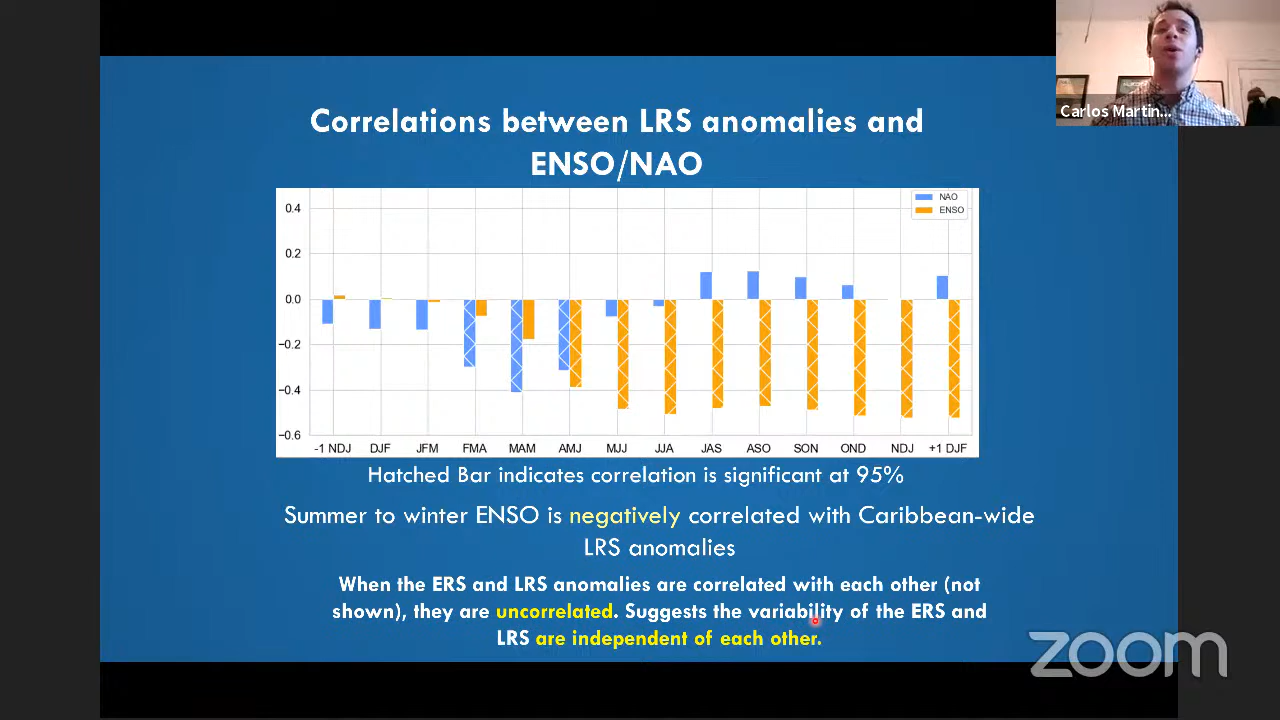 Carlos Martin...
Correlations between LRS anomalies and
ENSO/NAO
NAO
ENSO
0.4
0.2
0.0
−0.2
−0.4
−0.6
-1 NDJ DJF JFM FMA MAM AMJ MJJ JJA JAS ASO SON OND NDJ +1 DJF
Hatched Bar indicates correlation is significant at 95%
Summer to winter ENSO is negatively correlated with Caribbean-wide
LRS anomalies
When the ERS and LRS anomalies are correlated with each other (not
shown), they are uncorrelated. Suggests the variability of the ERS and
LRS are independent of each other.
zoom